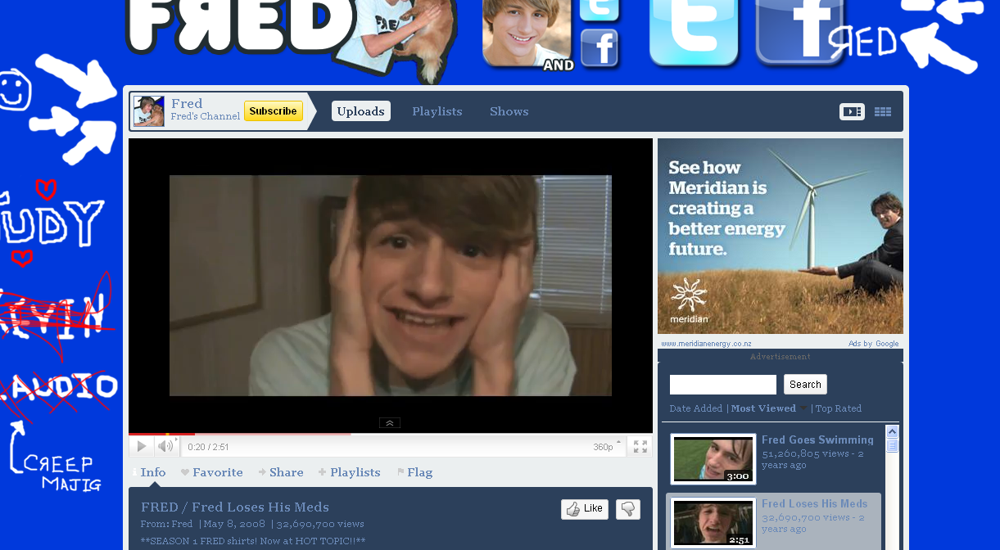 FRED
AND
t
f
t
f
RED
Fred
Fred's Channel
Subscribe
Uploads
Playlists
Shows
See how
Meridian is
creating a
better energy
future.
meridian
www.meridianenergy.co.nz
Ads by Google
Advertisement
JUDY
KEVIN
AUDIO
CREEP
MAJIG
Search
Date Added | Most Viewed | Top Rated
0:20 / 2:51
360p
Info
Favorite
Share
Playlists
Flag
FRED / Fred Loses His Meds
From: Fred | May 8, 2008 | 32,690,700 views
**SEASON 1 FRED shirts! Now at HOT TOPIC!!**
Like
3:00
Fred Goes Swimming
51,260,805 views - 2
years ago
2:51
Fred Loses His Meds
32,690,700 views - 2
years ago